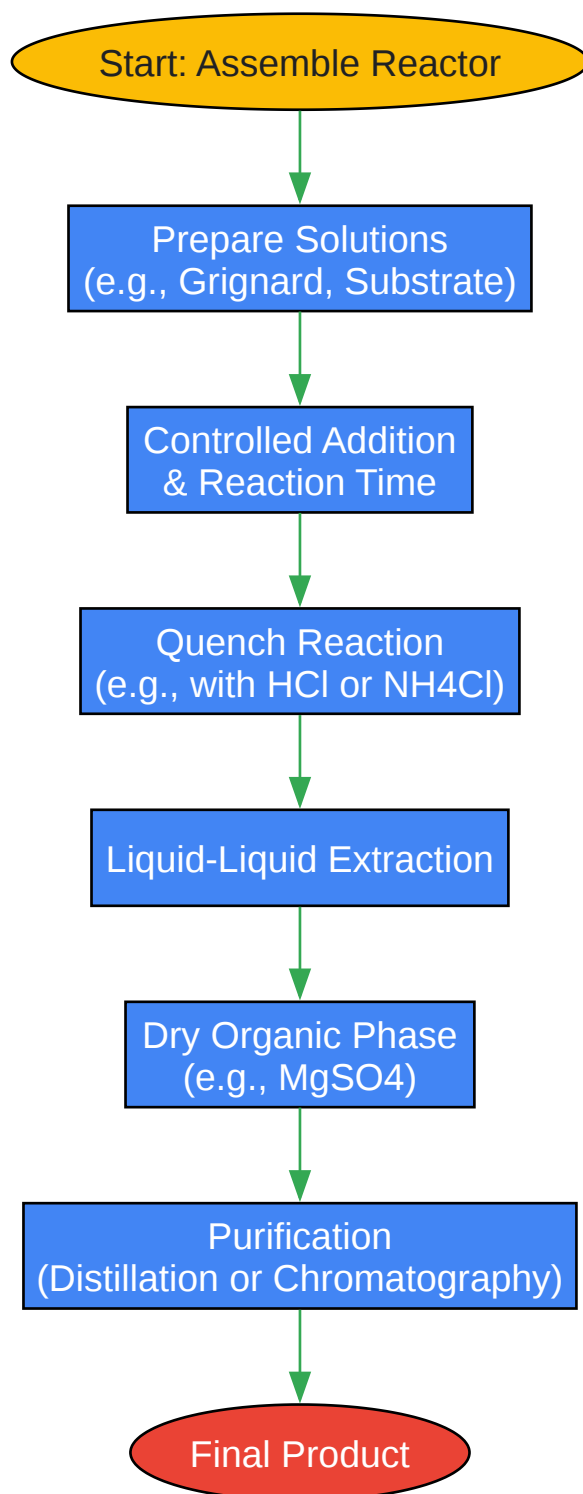 Start: Assemble Reactor
Prepare Solutions
(e.g., Grignard, Substrate)
Controlled Addition
& Reaction Time
Quench Reaction
(e.g., with HCl or NH4Cl)
Liquid-Liquid Extraction
Dry Organic Phase
(e.g., MgSO4)
Purification
(Distillation or Chromatography)
Final Product